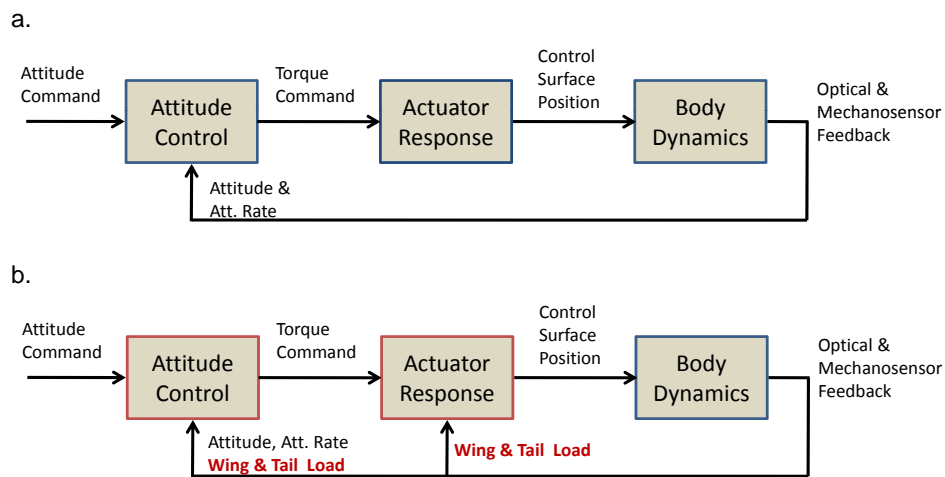 a.
Attitude
Command
Attitude
Control
Torque
Command
Actuator
Response
Control
Surface
Position
Body
Dynamics
Optical &
Mechanosensor
Feedback
Attitude &
Att. Rate
b.
Attitude
Command
Attitude
Control
Torque
Command
Actuator
Response
Control
Surface
Position
Body
Dynamics
Optical &
Mechanosensor
Feedback
Attitude, Att. Rate
Wing & Tail Load
Wing & Tail Load